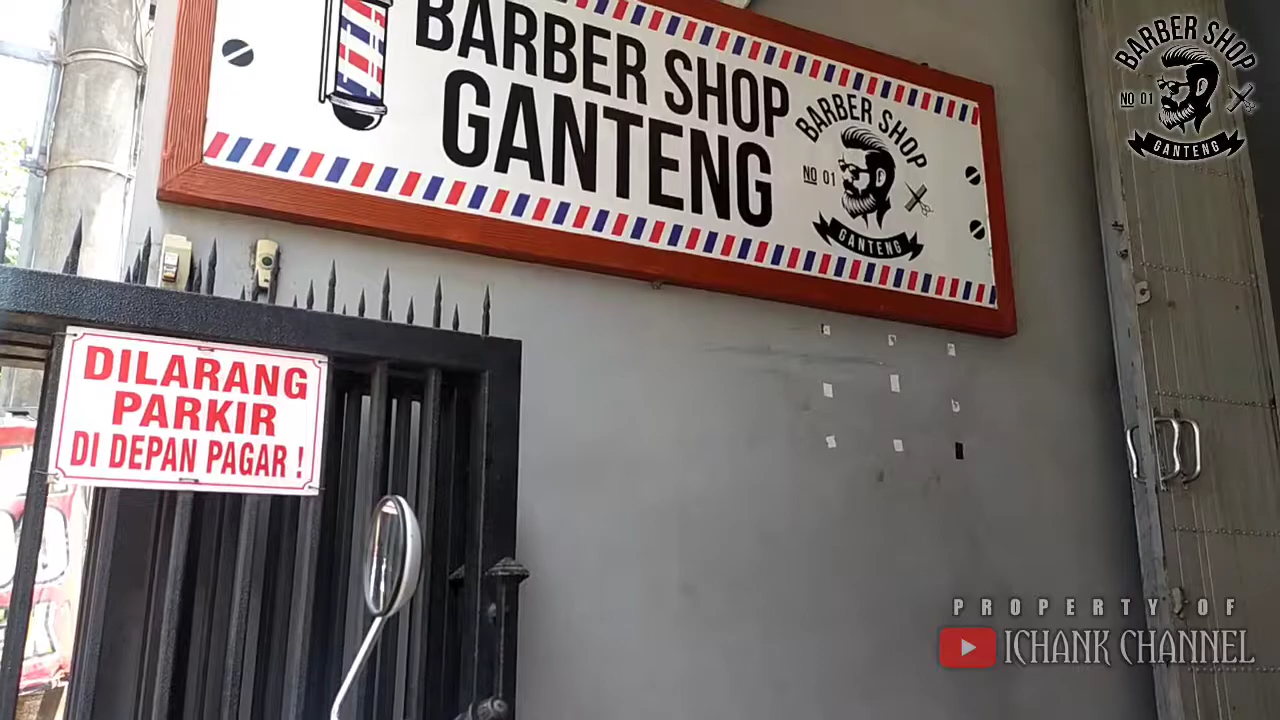 BARBER SHOP
GANTENG
BARBER SHOP
No 01
GANTENG
BARBER SHOP
No 01
GANTENG
DILARANG
PARKIR
DI DEPAN PAGAR !
PROPERTY OF
ICHANK CHANNEL